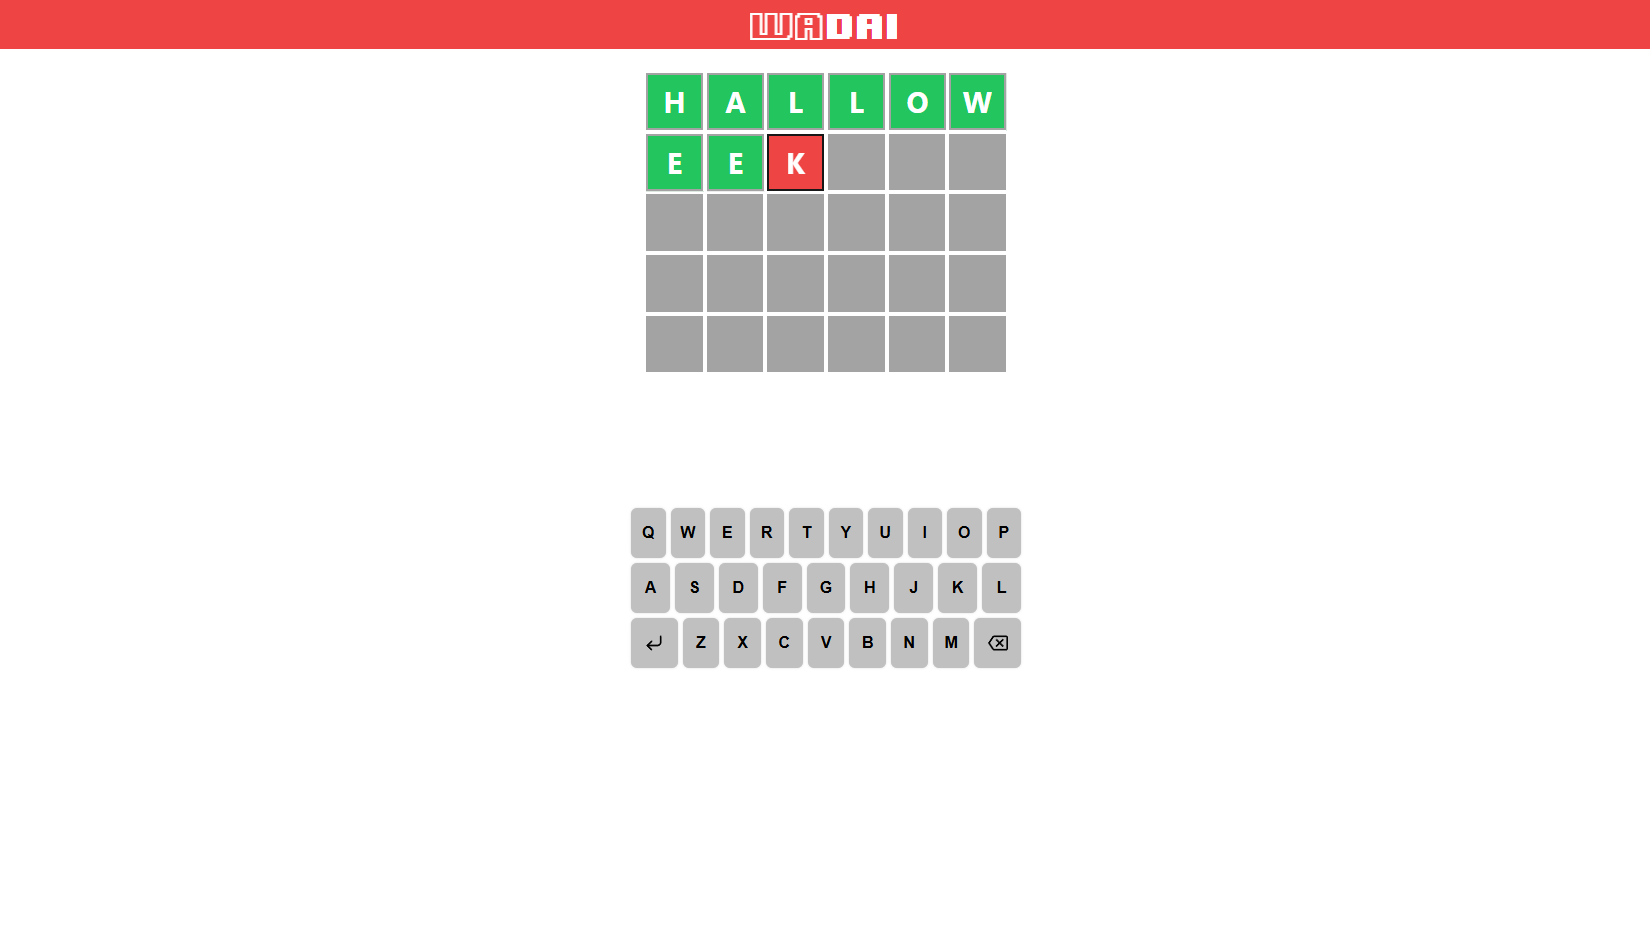 WADAI
H A L L O W
E E K
Q W E R T Y U I O P
A S D F G H J K L
Z X C V B N M